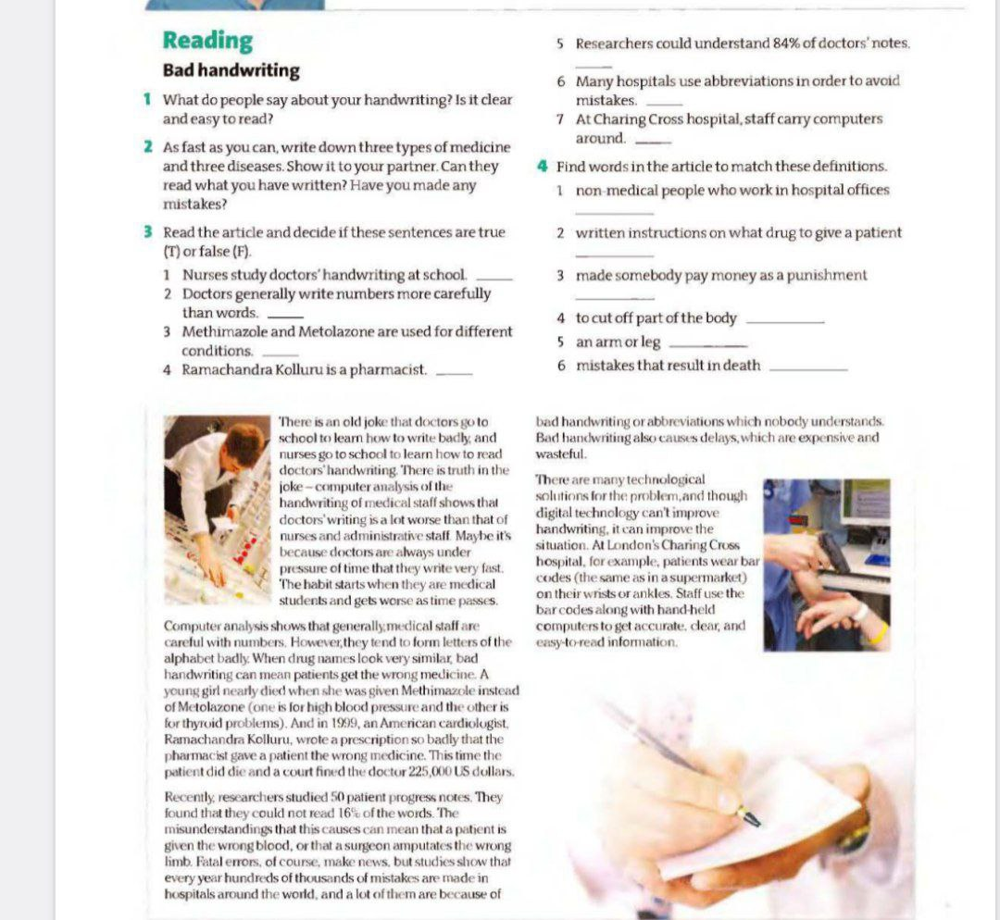 Reading
Bad handwriting
1 What do people say about your handwriting? Is it clear
and easy to read?
2 As fast as you can, write down three types of medicine
and three diseases. Show it to your partner. Can they
read what you have written? Have you made any
mistakes?
3 Read the article and decide if these sentences are true
(T) or false (F).
1 Nurses study doctors' handwriting at school. ____
2 Doctors generally write numbers more carefully
than words. ____
3 Methimazole and Metolazone are used for different
conditions. ____
4 Ramachandra Kolluru is a pharmacist. ____
5 Researchers could understand 84% of doctors' notes.
____
6 Many hospitals use abbreviations in order to avoid
mistakes. ____
7 At Charing Cross hospital, staff carry computers
around. ____
4 Find words in the article to match these definitions.
1 non-medical people who work in hospital offices
________
2 written instructions on what drug to give a patient
________
3 made somebody pay money as a punishment
________
4 to cut off part of the body ________
5 an arm or leg ________
6 mistakes that result in death ________
There is an old joke that doctors go to
school to learn how to write badly, and
nurses go to school to learn how to read
doctors' handwriting. There is truth in the
joke – computer analysis of the
handwriting of medical staff shows that
doctors' writing is a lot worse than that of
nurses and administrative staff. Maybe it's
because doctors are always under
pressure of time that they write very fast.
The habit starts when they are medical
students and gets worse as time passes.
Computer analysis shows that generally, medical staff are
careful with numbers. However, they tend to form letters of the
alphabet badly. When drug names look very similar, bad
handwriting can mean patients get the wrong medicine. A
young girl nearly died when she was given Methimazole instead
of Metolazone (one is for high blood pressure and the other is
for thyroid problems). And in 1999, an American cardiologist,
Ramachandra Kolluru, wrote a prescription so badly that the
pharmacist gave a patient the wrong medicine. This time the
patient did die and a court fined the doctor 225,000 US dollars.
Recently, researchers studied 50 patient progress notes. They
found that they could not read 16% of the words. The
misunderstandings that this causes can mean that a patient is
given the wrong blood, or that a surgeon amputates the wrong
limb. Fatal errors, of course, make news, but studies show that
every year hundreds of thousands of mistakes are made in
hospitals around the world, and a lot of them are because of
bad handwriting or abbreviations which nobody understands.
Bad handwriting also causes delays, which are expensive and
wasteful.
There are many technological
solutions for the problem, and though
digital technology can't improve
handwriting, it can improve the
situation. At London's Charing Cross
hospital, for example, patients wear bar
codes (the same as in a supermarket)
on their wrists or ankles. Staff use the
bar codes along with hand-held
computers to get accurate, clear, and
easy-to-read information.